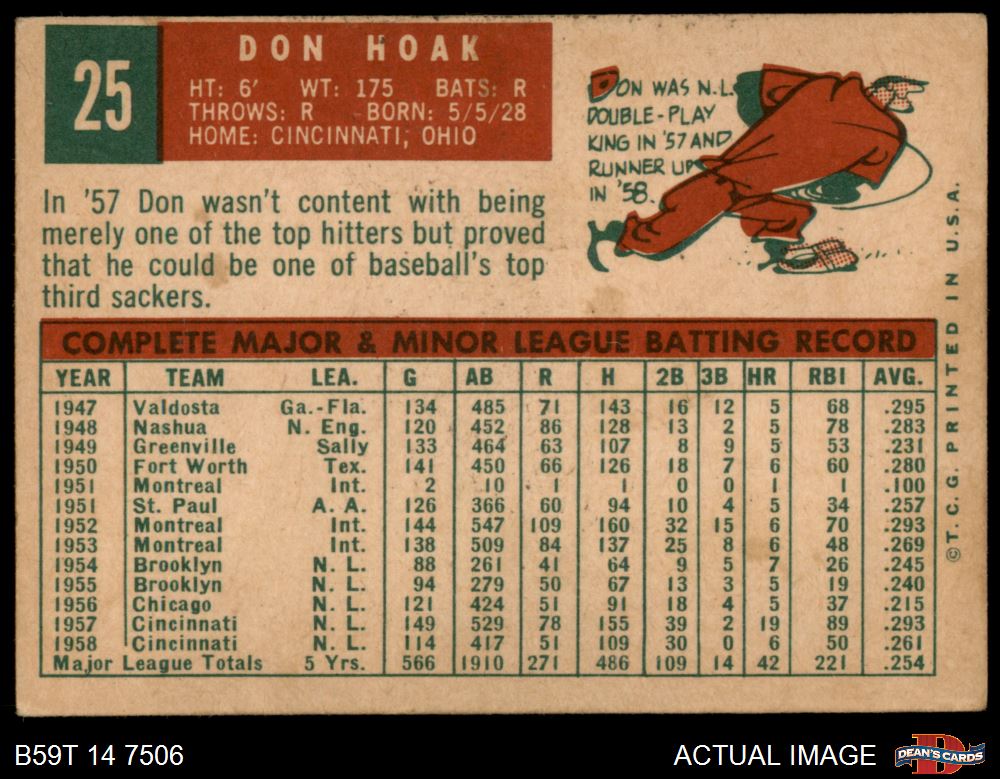 25
DON HOAK
HT: 6' WT: 175 BATS: R
THROWS: R BORN: 5/5/28
HOME: CINCINNATI, OHIO
In '57 Don wasn't content with being
merely one of the top hitters but proved
that he could be one of baseball's top
third sackers.
DON WAS N.L.
DOUBLE-PLAY
KING IN '57 AND
RUNNER UP
IN '58.
COMPLETE MAJOR & MINOR LEAGUE BATTING RECORD
YEAR TEAM LEA. G AB R H 2B 3B HR RBI AVG.
1947 Valdosta Ga.-Fla. 134 485 71 143 16 12 5 68 .295
1948 Nashua N. Eng. 120 452 86 128 13 2 5 78 .283
1949 Greenville Sally 133 464 63 107 8 9 5 53 .231
1950 Fort Worth Tex. 141 450 66 126 18 7 6 60 .280
1951 Montreal Int. 2 10 1 1 0 0 1 1 .100
1951 St. Paul A. A. 126 366 60 94 10 4 5 34 .257
1952 Montreal Int. 144 547 109 160 32 15 6 70 .293
1953 Montreal Int. 138 509 84 137 25 8 6 48 .269
1954 Brooklyn N. L. 88 261 41 64 9 5 7 26 .245
1955 Brooklyn N. L. 94 279 50 67 13 3 5 19 .240
1956 Chicago N. L. 121 424 51 91 18 4 5 37 .215
1957 Cincinnati N. L. 149 529 78 155 39 2 19 89 .293
1958 Cincinnati N. L. 114 417 51 109 30 0 6 50 .261
Major League Totals 5 Yrs. 566 1910 271 486 109 14 42 221 .254
©T. C. G. PRINTED IN U.S.A.
B59T 14 7506
ACTUAL IMAGE
D
DEAN'S CARDS